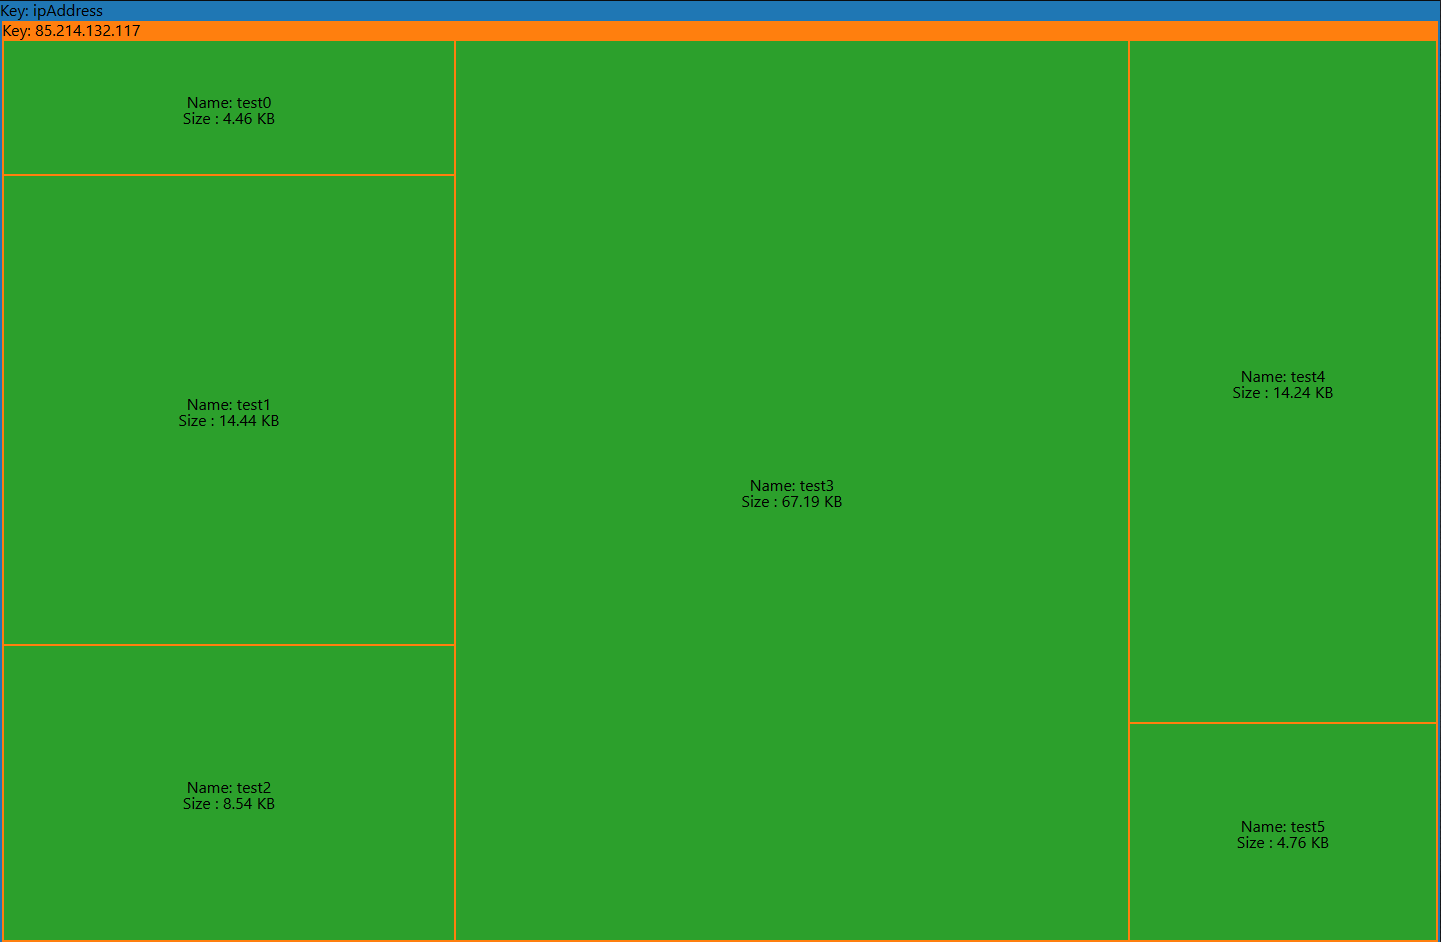 Key: ipAddress
Key: 85.214.132.117
Name: test0
Size : 4.46 KB
Name: test1
Size : 14.44 KB
Name: test2
Size : 8.54 KB
Name: test3
Size : 67.19 KB
Name: test4
Size : 14.24 KB
Name: test5
Size : 4.76 KB